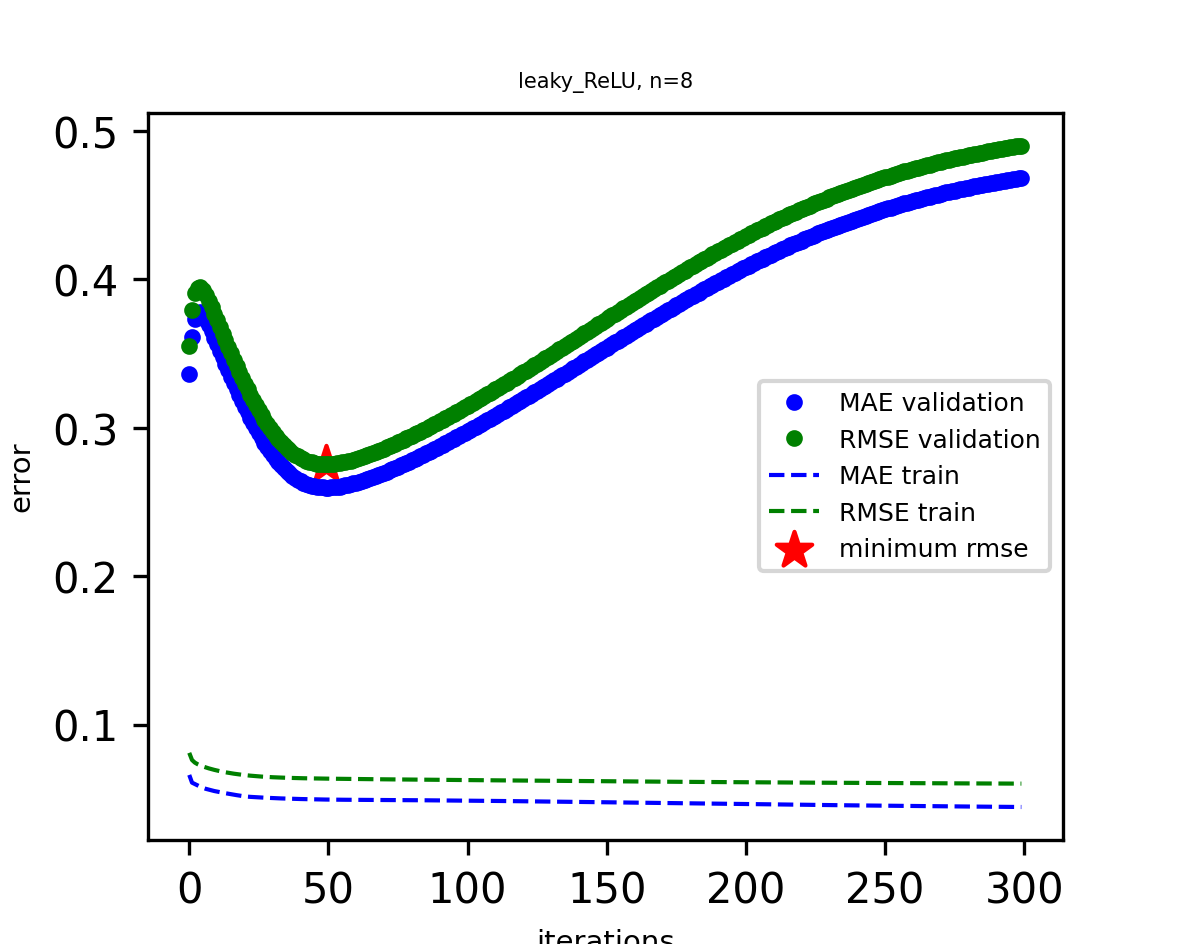 leaky_ReLU, n=8
0.5
0.4
0.3
0.2
0.1
error
MAE validation
RMSE validation
MAE train
RMSE train
minimum rmse
0 50 100 150 200 250 300
iterations